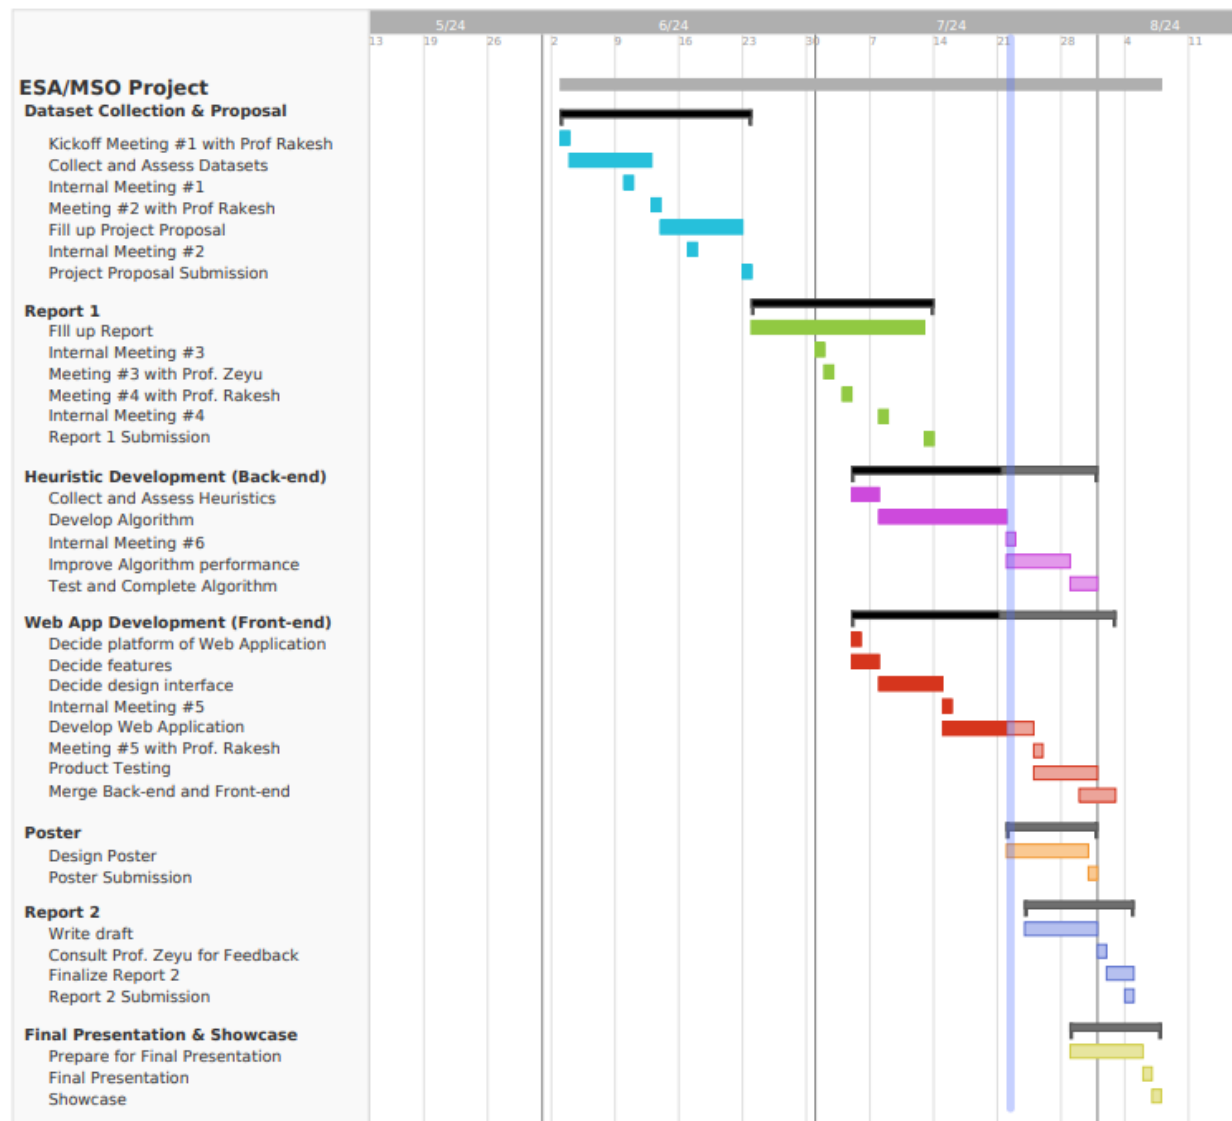 5/24 6/24 7/24 8/24
13 19 26 2 9 16 23 30 7 14 21 28 4 11
ESA/MSO Project
Dataset Collection & Proposal
Kickoff Meeting #1 with Prof Rakesh
Collect and Assess Datasets
Internal Meeting #1
Meeting #2 with Prof Rakesh
Fill up Project Proposal
Internal Meeting #2
Project Proposal Submission
Report 1
FIll up Report
Internal Meeting #3
Meeting #3 with Prof. Zeyu
Meeting #4 with Prof. Rakesh
Internal Meeting #4
Report 1 Submission
Heuristic Development (Back-end)
Collect and Assess Heuristics
Develop Algorithm
Internal Meeting #6
Improve Algorithm performance
Test and Complete Algorithm
Web App Development (Front-end)
Decide platform of Web Application
Decide features
Decide design interface
Internal Meeting #5
Develop Web Application
Meeting #5 with Prof. Rakesh
Product Testing
Merge Back-end and Front-end
Poster
Design Poster
Poster Submission
Report 2
Write draft
Consult Prof. Zeyu for Feedback
Finalize Report 2
Report 2 Submission
Final Presentation & Showcase
Prepare for Final Presentation
Final Presentation
Showcase